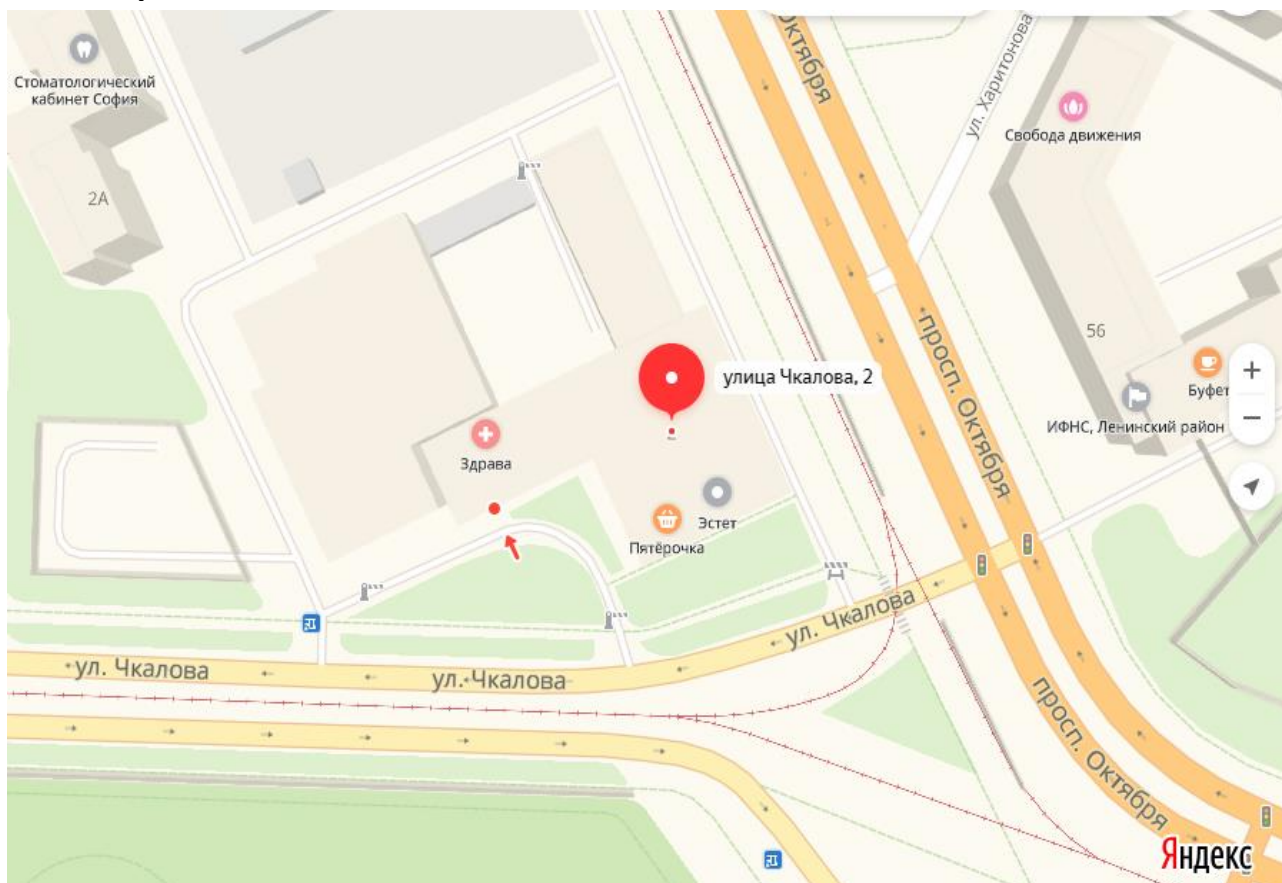 Октября
ул. Харитонова
Стоматологический
кабинет София
Свобода движения
2А
просп. Октября
56
улица Чкалова, 2
+
Буфет
−
ИФНС, Ленинский район
Здрава
Эстет
Пятёрочка
ул. Чкалова
ул. Чкалова
ул. Чкалова
просп. Октября
Яндекс